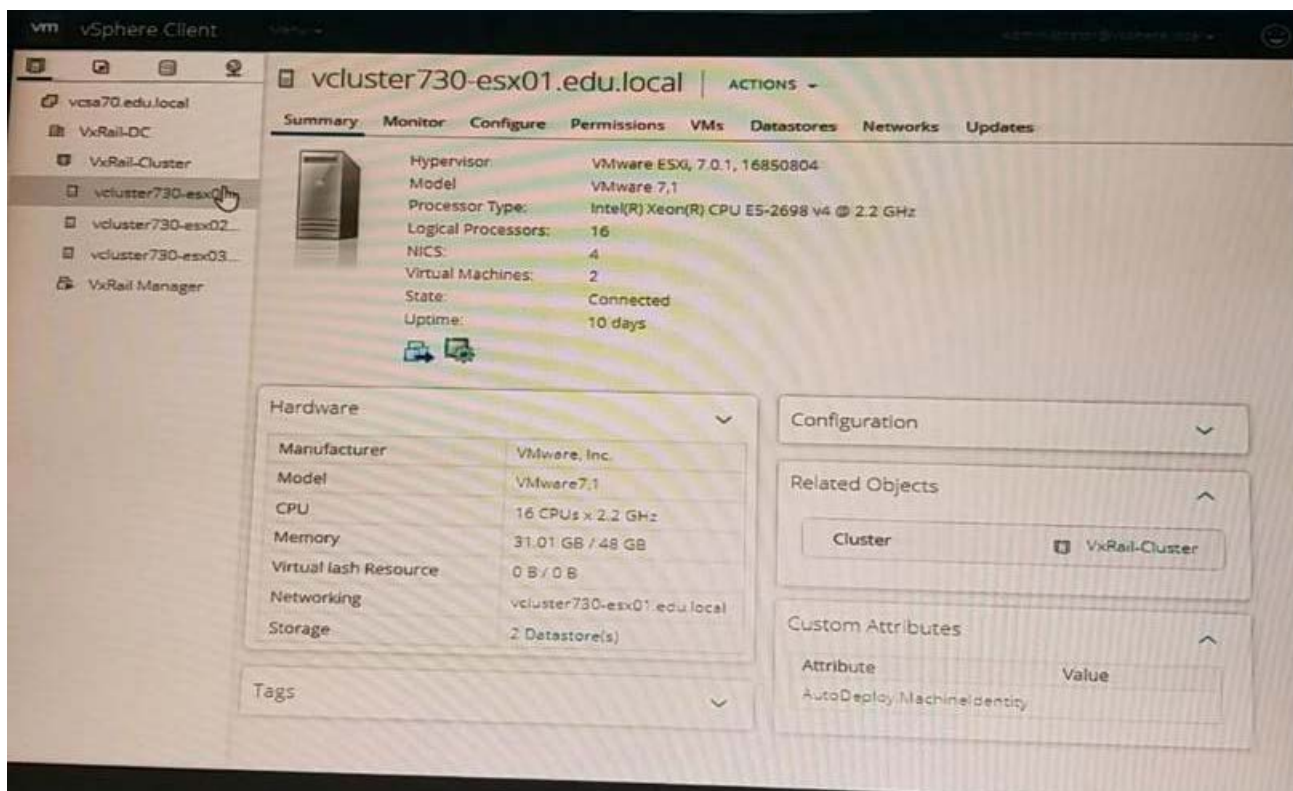 vm vSphere Client
vcsa70.edu.local
VxRail-DC
VxRail-Cluster
vcluster730-esx0
vcluster730-esx02...
vcluster730-esx03...
VxRail Manager
vcluster730-esx01.edu.local | ACTIONS
Summary Monitor Configure Permissions VMs Datastores Networks Updates
Hypervisor: VMware ESXi, 7.0.1, 16850804
Model VMware 7,1
Processor Type: Intel(R) Xeon(R) CPU E5-2698 v4 @ 2.2 GHz
Logical Processors: 16
NICS: 4
Virtual Machines: 2
State: Connected
Uptime: 10 days
Hardware
Manufacturer VMware, Inc.
Model VMware7,1
CPU 16 CPUs x 2.2 GHz
Memory 31.01 GB / 48 GB
Virtual lash Resource 0 B / 0 B
Networking vcluster730-esx01.edu.local
Storage 2 Datastore(s)
Tags
Configuration
Related Objects
Cluster VxRail-Cluster
Custom Attributes
Attribute Value
AutoDeploy.MachineIdentity